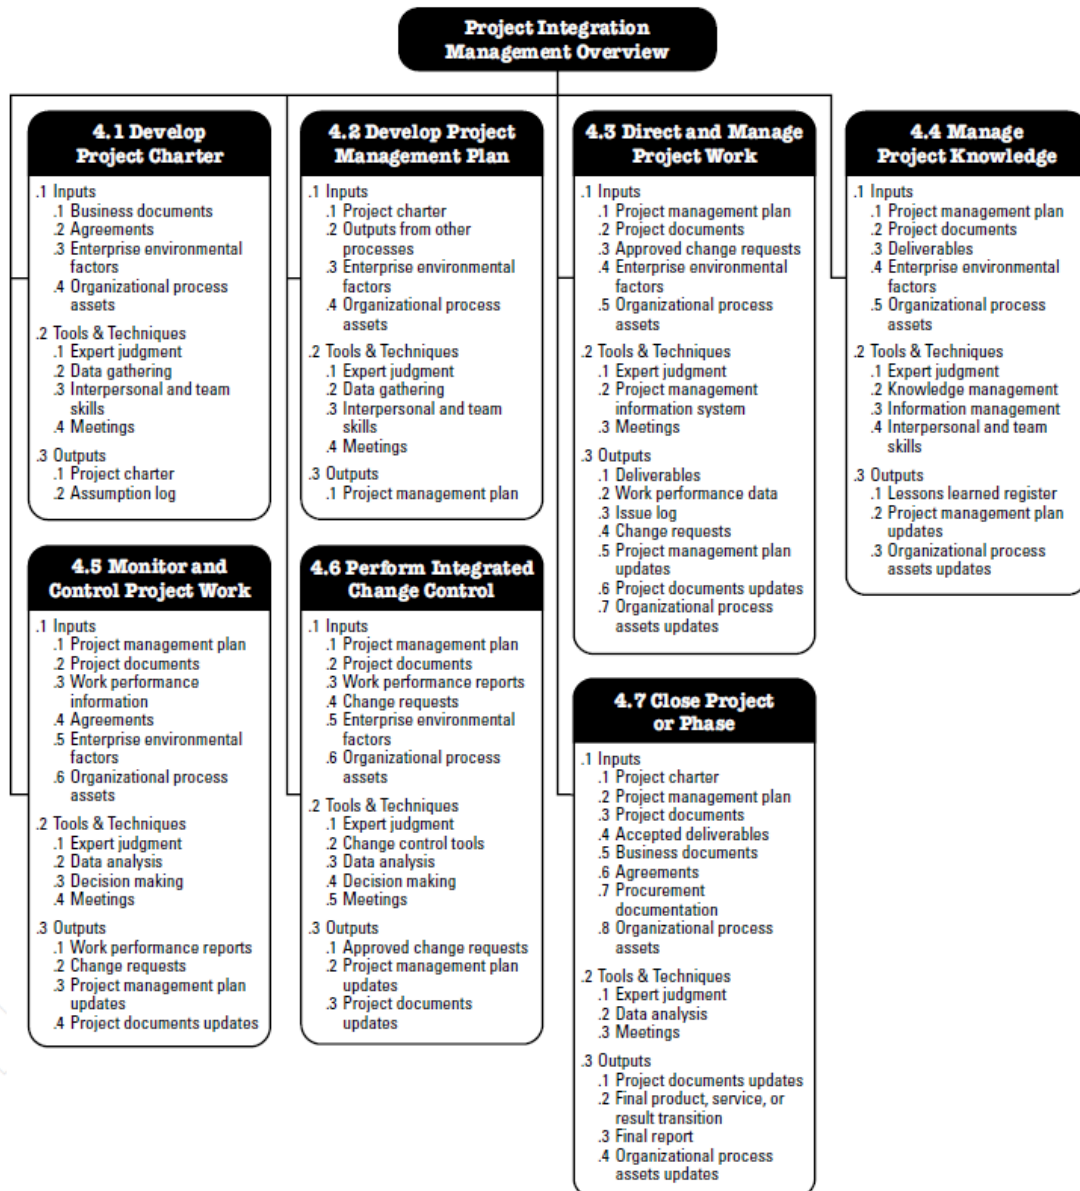 Project Integration
Management Overview
4.1 Develop
Project Charter
.1 Inputs
.1 Business documents
.2 Agreements
.3 Enterprise environmental
factors
.4 Organizational process
assets
.2 Tools & Techniques
.1 Expert judgment
.2 Data gathering
.3 Interpersonal and team
skills
.4 Meetings
.3 Outputs
.1 Project charter
.2 Assumption log
4.2 Develop Project
Management Plan
.1 Inputs
.1 Project charter
.2 Outputs from other
processes
.3 Enterprise environmental
factors
.4 Organizational process
assets
.2 Tools & Techniques
.1 Expert judgment
.2 Data gathering
.3 Interpersonal and team
skills
.4 Meetings
.3 Outputs
.1 Project management plan
4.3 Direct and Manage
Project Work
.1 Inputs
.1 Project management plan
.2 Project documents
.3 Approved change requests
.4 Enterprise environmental
factors
.5 Organizational process
assets
.2 Tools & Techniques
.1 Expert judgment
.2 Project management
information system
.3 Meetings
.3 Outputs
.1 Deliverables
.2 Work performance data
.3 Issue log
.4 Change requests
.5 Project management plan
updates
.6 Project documents updates
.7 Organizational process
assets updates
4.4 Manage
Project Knowledge
.1 Inputs
.1 Project management plan
.2 Project documents
.3 Deliverables
.4 Enterprise environmental
factors
.5 Organizational process
assets
.2 Tools & Techniques
.1 Expert judgment
.2 Knowledge management
.3 Information management
.4 Interpersonal and team
skills
.3 Outputs
.1 Lessons learned register
.2 Project management plan
updates
.3 Organizational process
assets updates
4.5 Monitor and
Control Project Work
.1 Inputs
.1 Project management plan
.2 Project documents
.3 Work performance
information
.4 Agreements
.5 Enterprise environmental
factors
.6 Organizational process
assets
.2 Tools & Techniques
.1 Expert judgment
.2 Data analysis
.3 Decision making
.4 Meetings
.3 Outputs
.1 Work performance reports
.2 Change requests
.3 Project management plan
updates
.4 Project documents updates
4.6 Perform Integrated
Change Control
.1 Inputs
.1 Project management plan
.2 Project documents
.3 Work performance reports
.4 Change requests
.5 Enterprise environmental
factors
.6 Organizational process
assets
.2 Tools & Techniques
.1 Expert judgment
.2 Change control tools
.3 Data analysis
.4 Decision making
.5 Meetings
.3 Outputs
.1 Approved change requests
.2 Project management plan
updates
.3 Project documents
updates
4.7 Close Project
or Phase
.1 Inputs
.1 Project charter
.2 Project management plan
.3 Project documents
.4 Accepted deliverables
.5 Business documents
.6 Agreements
.7 Procurement
documentation
.8 Organizational process
assets
.2 Tools & Techniques
.1 Expert judgment
.2 Data analysis
.3 Meetings
.3 Outputs
.1 Project documents updates
.2 Final product, service, or
result transition
.3 Final report
.4 Organizational process
assets updates